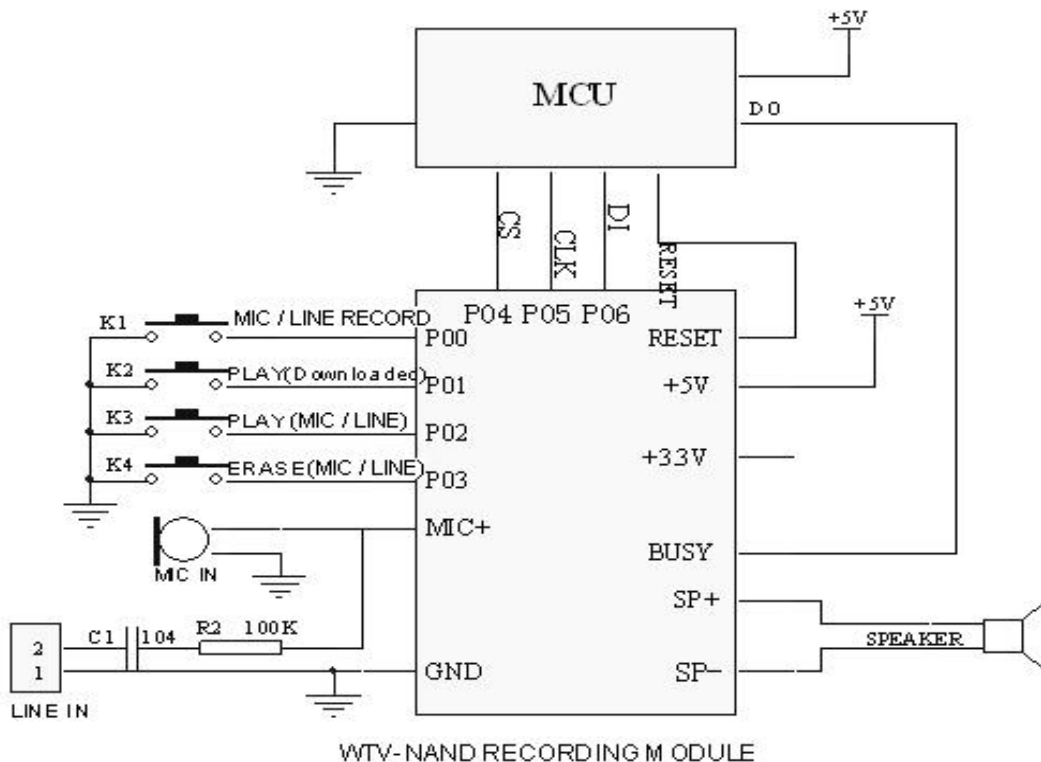 +5V
MCU
DO
CS
CLK
DI
RESET
+5V
P04 P05 P06
K1 MIC / LINE RECORD P00
RESET
K2 PLAY(Downloaded) P01
+5V
K3 PLAY(MIC / LINE) P02
+33V
K4 ERASE(MIC / LINE) P03
MIC+
MIC IN
BUSY
SP+
C1 104 R2 100K
SPEAKER
2
1
GND
SP-
LINE IN
WTV-NAND RECORDING MODULE